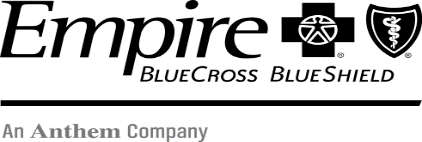 Empire
BLUECROSS BLUESHIELD
An Anthem Company